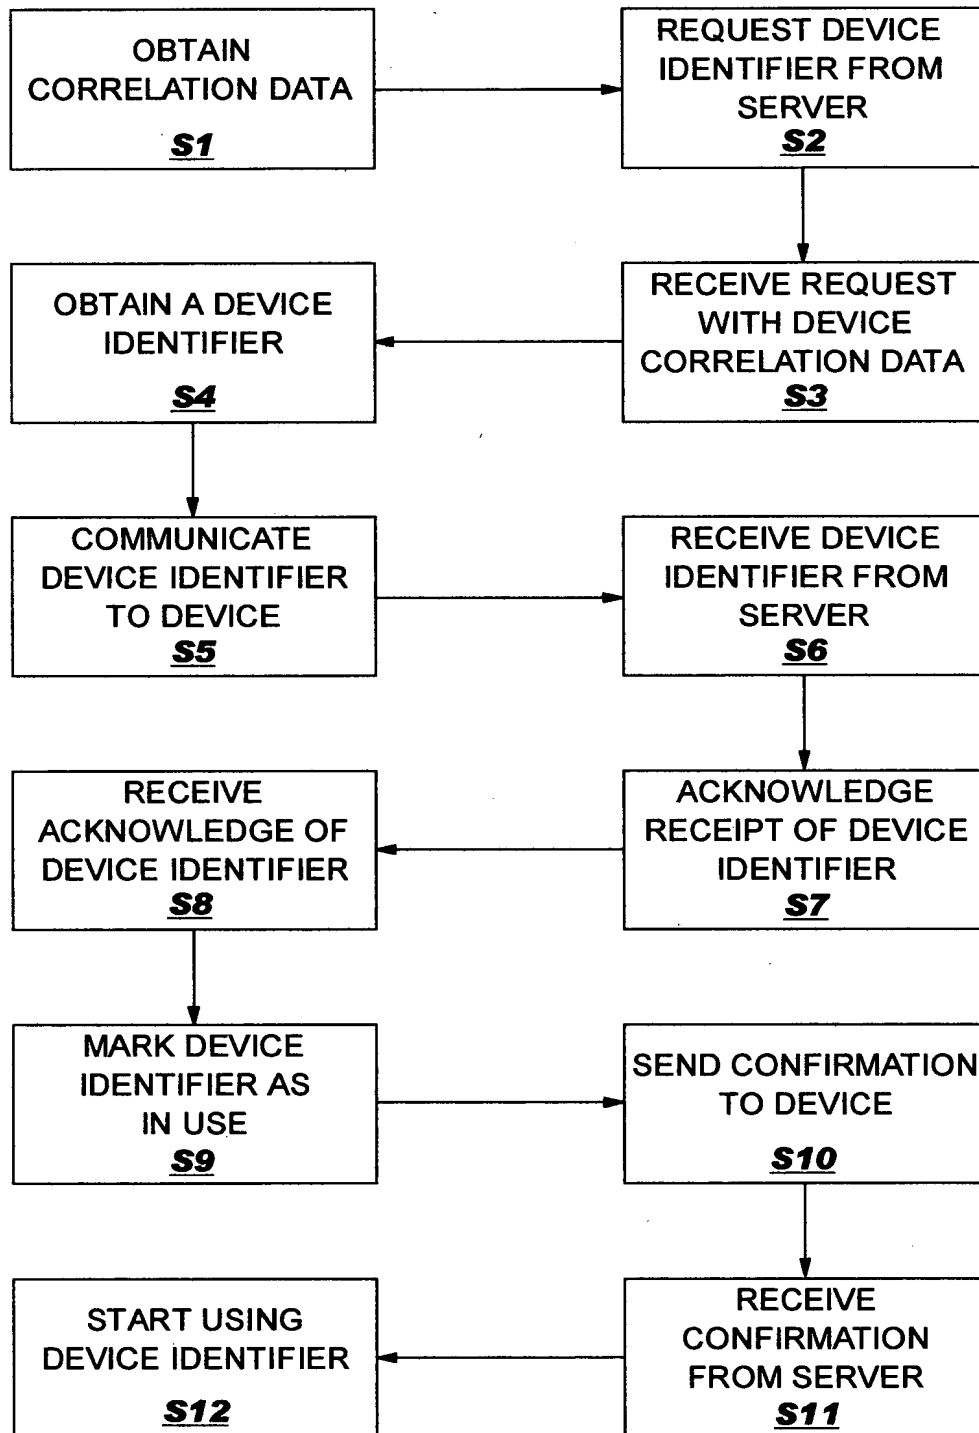 OBTAIN
CORRELATION DATA
S1
REQUEST DEVICE
IDENTIFIER FROM
SERVER
S2
RECEIVE REQUEST
WITH DEVICE
CORRELATION DATA
S3
OBTAIN A DEVICE
IDENTIFIER
S4
COMMUNICATE
DEVICE IDENTIFIER
TO DEVICE
S5
RECEIVE DEVICE
IDENTIFIER FROM
SERVER
S6
ACKNOWLEDGE
RECEIPT OF DEVICE
IDENTIFIER
S7
RECEIVE
ACKNOWLEDGE OF
DEVICE IDENTIFIER
S8
MARK DEVICE
IDENTIFIER AS
IN USE
S9
SEND CONFIRMATION
TO DEVICE
S10
RECEIVE
CONFIRMATION
FROM SERVER
S11
START USING
DEVICE IDENTIFIER
S12